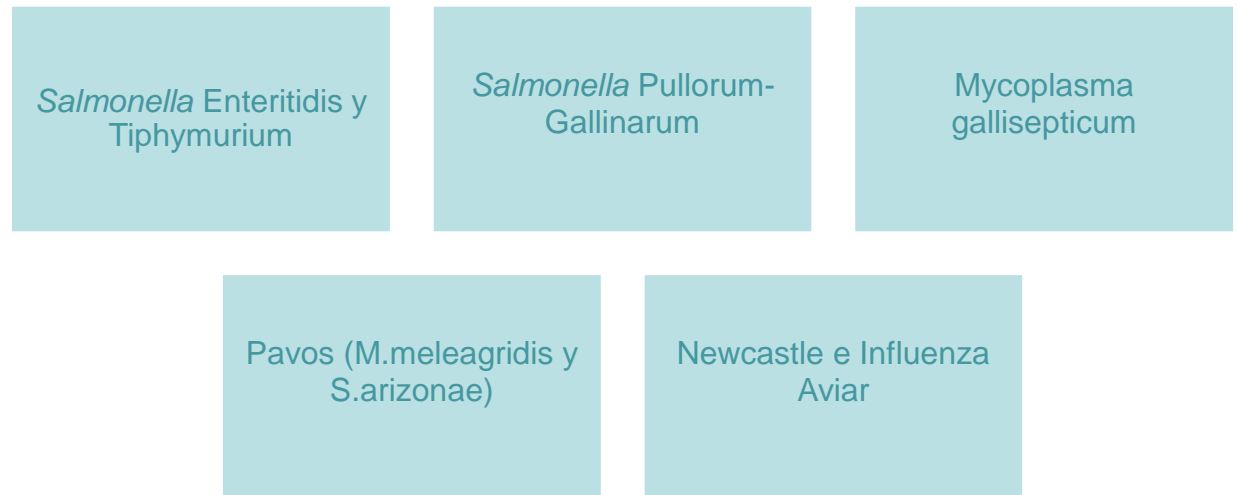 Salmonella Enteritidis y
Tiphymurium
Salmonella Pullorum-
Gallinarum
Mycoplasma
gallisepticum
Pavos (M.meleagridis y
S.arizonae)
Newcastle e Influenza
Aviar